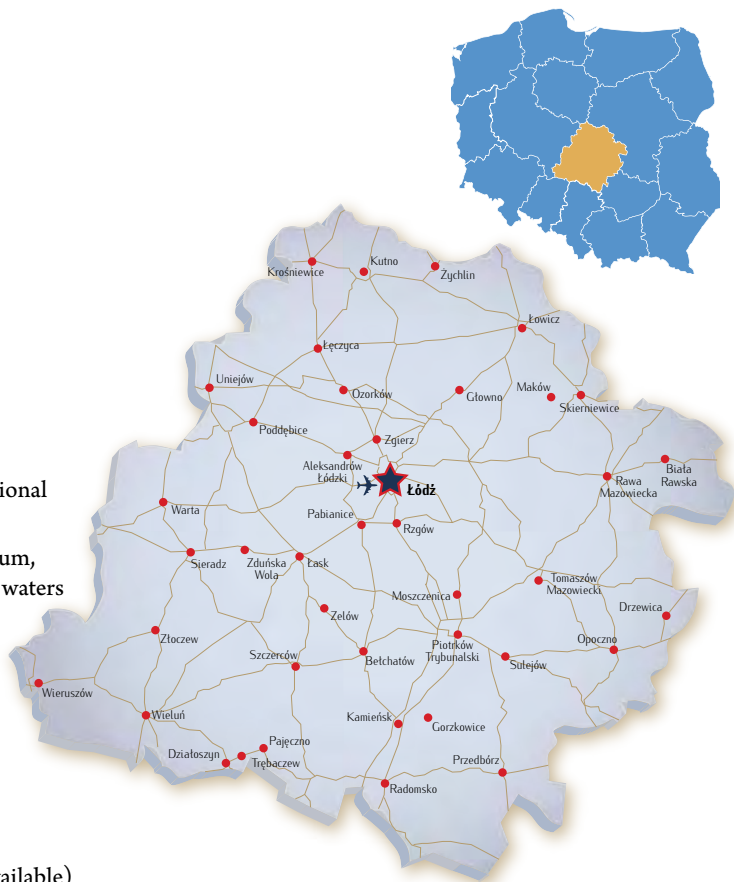 Krośniewice
Kutno
Żychlin
Łowicz
Łęczyca
Uniejów
Ozorków
Głowno
Maków
Skierniewice
Poddębice
Zgierz
Aleksandrów
Łódzki
Łódź
Biała
Rawska
Rawa
Mazowiecka
ional
Warta
Pabianice
Rzgów
um,
waters
Sieradz
Zduńska
Wola
Łask
Moszczenica
Tomaszów
Mazowiecki
Zelów
Drzewica
Złoczew
Szczerców
Bełchatów
Piotrków
Trybunalski
Sulejów
Opoczno
Wieruszów
Wieluń
Kamieńsk
Gorzkowice
Pajęczno
Działoszyn
Trębaczew
Przedbórz
Radomsko
ailable)